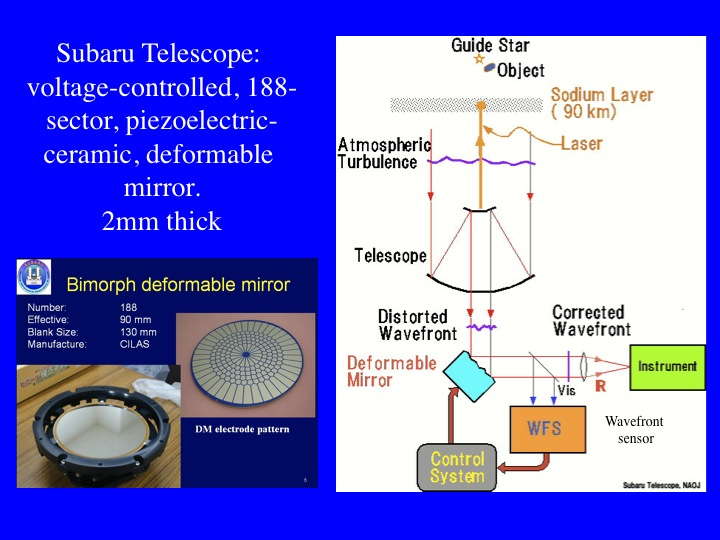 Subaru Telescope:
voltage-controlled, 188-
sector, piezoelectric-
ceramic, deformable
mirror.
2mm thick
Bimorph deformable mirror
Number: 188
Effective: 90 mm
Blank Size: 130 mm
Manufacture: CILAS
DM electrode pattern
6
Guide Star
Object
Sodium Layer
( 90 km)
Laser
Atmospheric
Turbulence
Telescope
Distorted
Wavefront
Corrected
Wavefront
Deformable
Mirror
Instrument
Vis
R
WFS
Wavefront
sensor
Control
System
Subaru Telescope, NAOJ